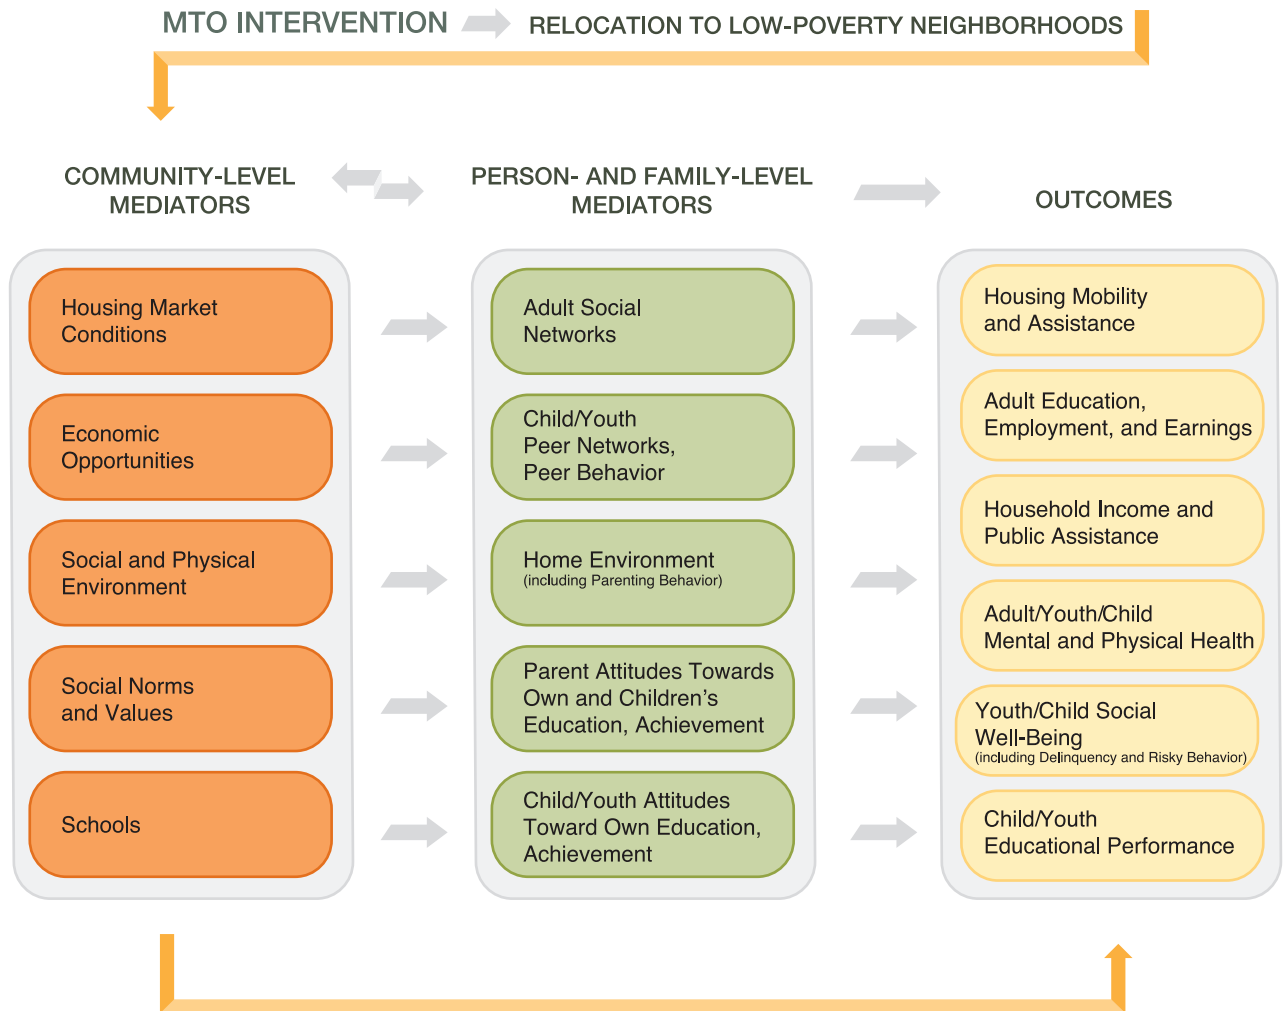 MTO INTERVENTION
RELOCATION TO LOW-POVERTY NEIGHBORHOODS
COMMUNITY-LEVEL
MEDIATORS
PERSON- AND FAMILY-LEVEL
MEDIATORS
OUTCOMES
Housing Market
Conditions
Economic
Opportunities
Social and Physical
Environment
Social Norms
and Values
Schools
Adult Social
Networks
Child/Youth
Peer Networks,
Peer Behavior
Home Environment
(including Parenting Behavior)
Parent Attitudes Towards
Own and Children’s
Education, Achievement
Child/Youth Attitudes
Toward Own Education,
Achievement
Housing Mobility
and Assistance
Adult Education,
Employment, and Earnings
Household Income and
Public Assistance
Adult/Youth/Child
Mental and Physical Health
Youth/Child Social
Well-Being
(including Delinquency and Risky Behavior)
Child/Youth
Educational Performance